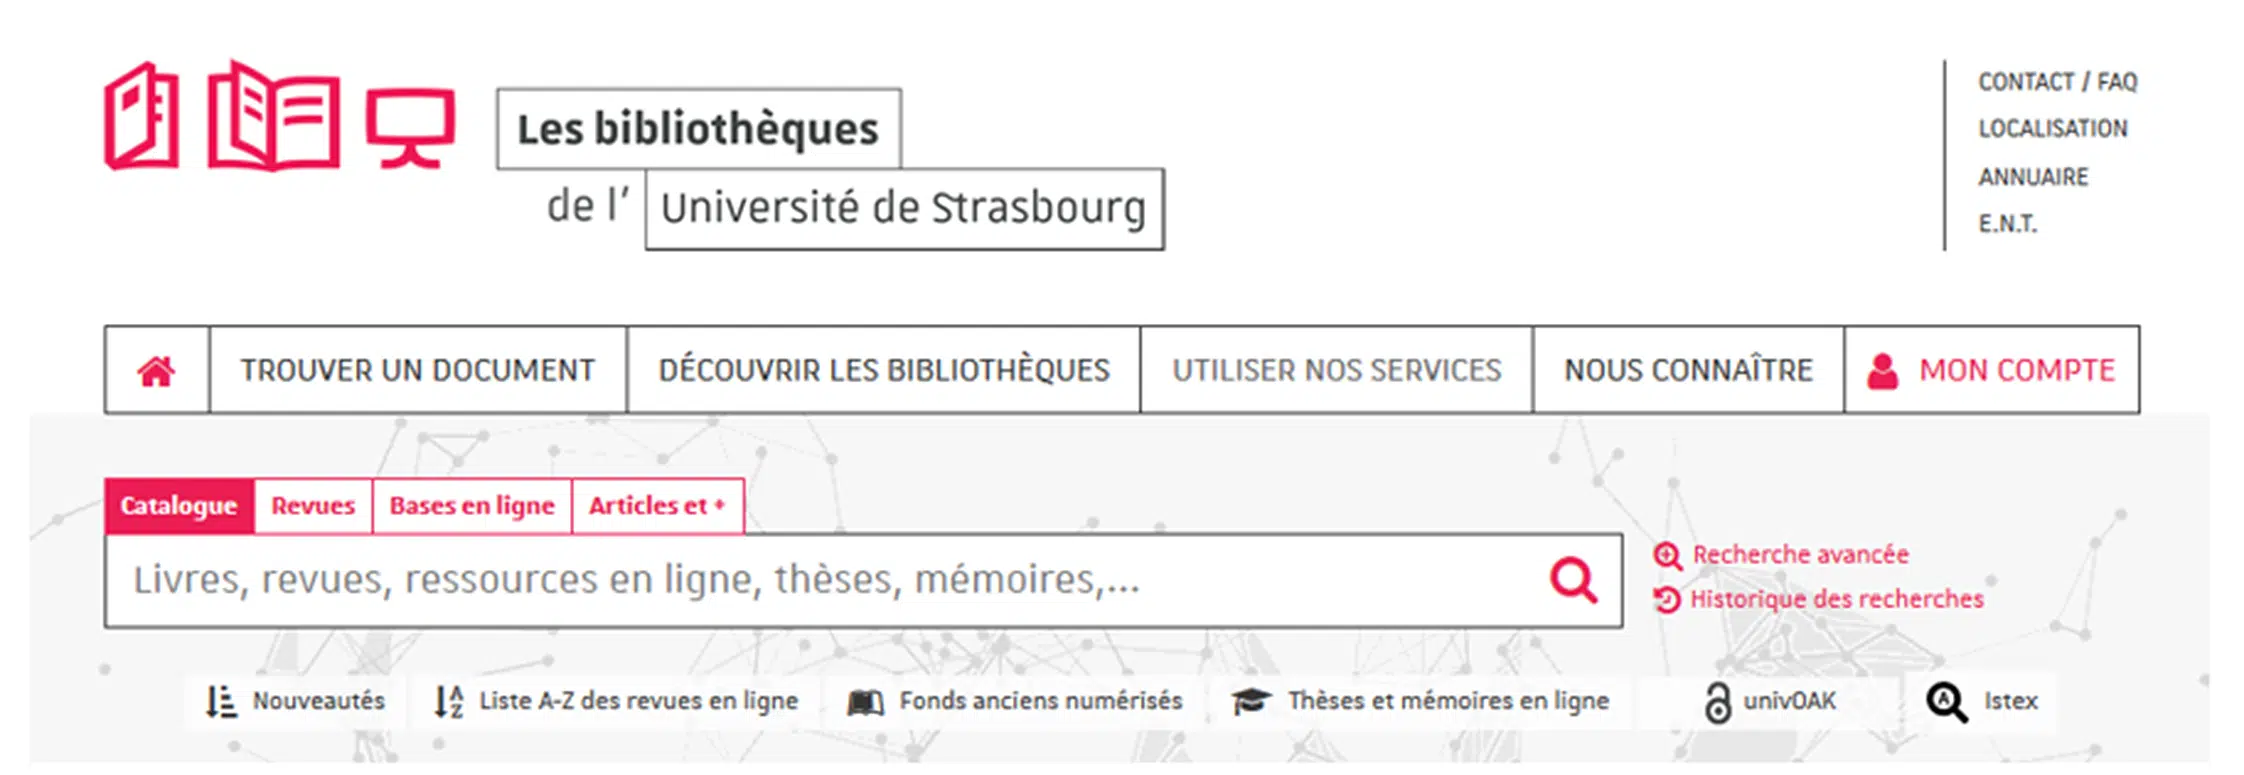 Les bibliothèques
de l' Université de Strasbourg
CONTACT / FAQ
LOCALISATION
ANNUAIRE
E.N.T.
TROUVER UN DOCUMENT DÉCOUVRIR LES BIBLIOTHÈQUES UTILISER NOS SERVICES NOUS CONNAÎTRE MON COMPTE
Catalogue Revues Bases en ligne Articles et +
Livres, revues, ressources en ligne, thèses, mémoires,...
Recherche avancée
Historique des recherches
Nouveautés Liste A-Z des revues en ligne Fonds anciens numérisés Thèses et mémoires en ligne univOAK Istex